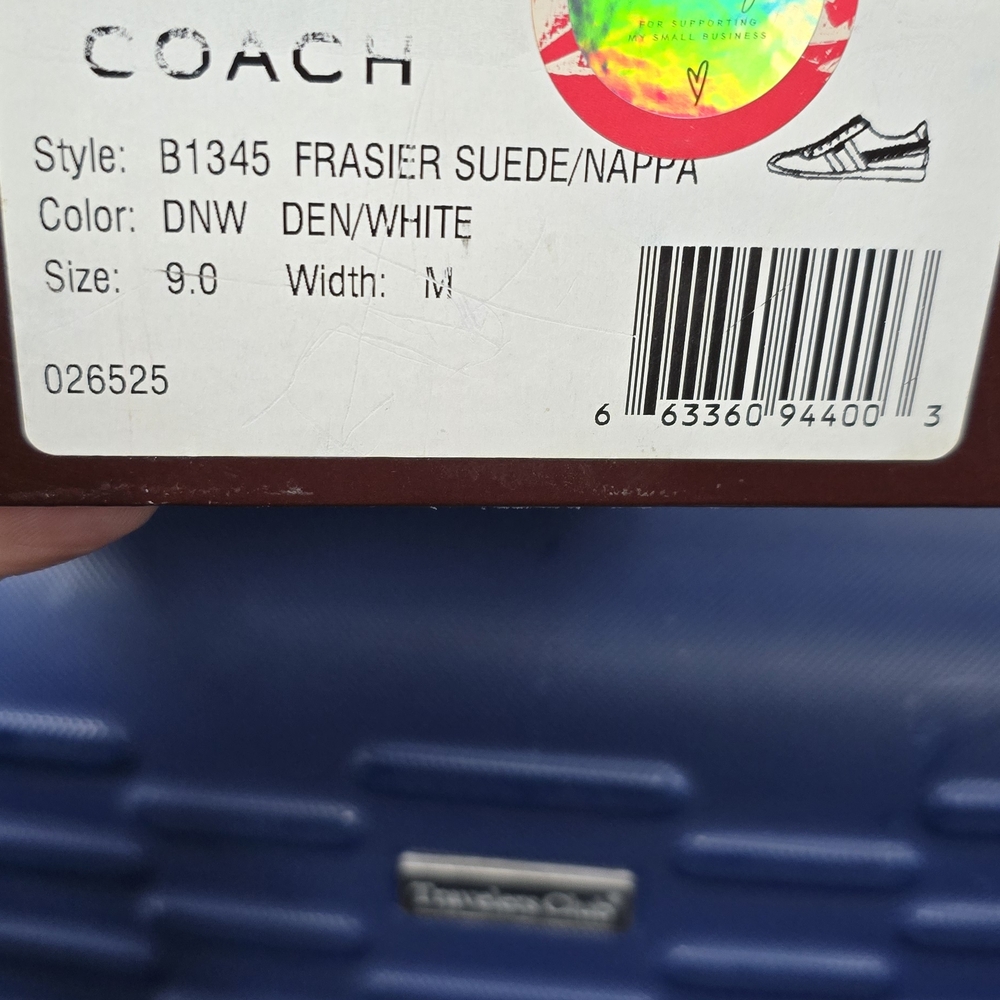 COACH
FOR SUPPORTING
MY SMALL BUSINESS
Style: B1345 FRASIER SUEDE/NAPPA
Color: DNW DEN/WHITE
Size: 9.0 Width: M
026525
6 63360 94400 3
Travelers Club